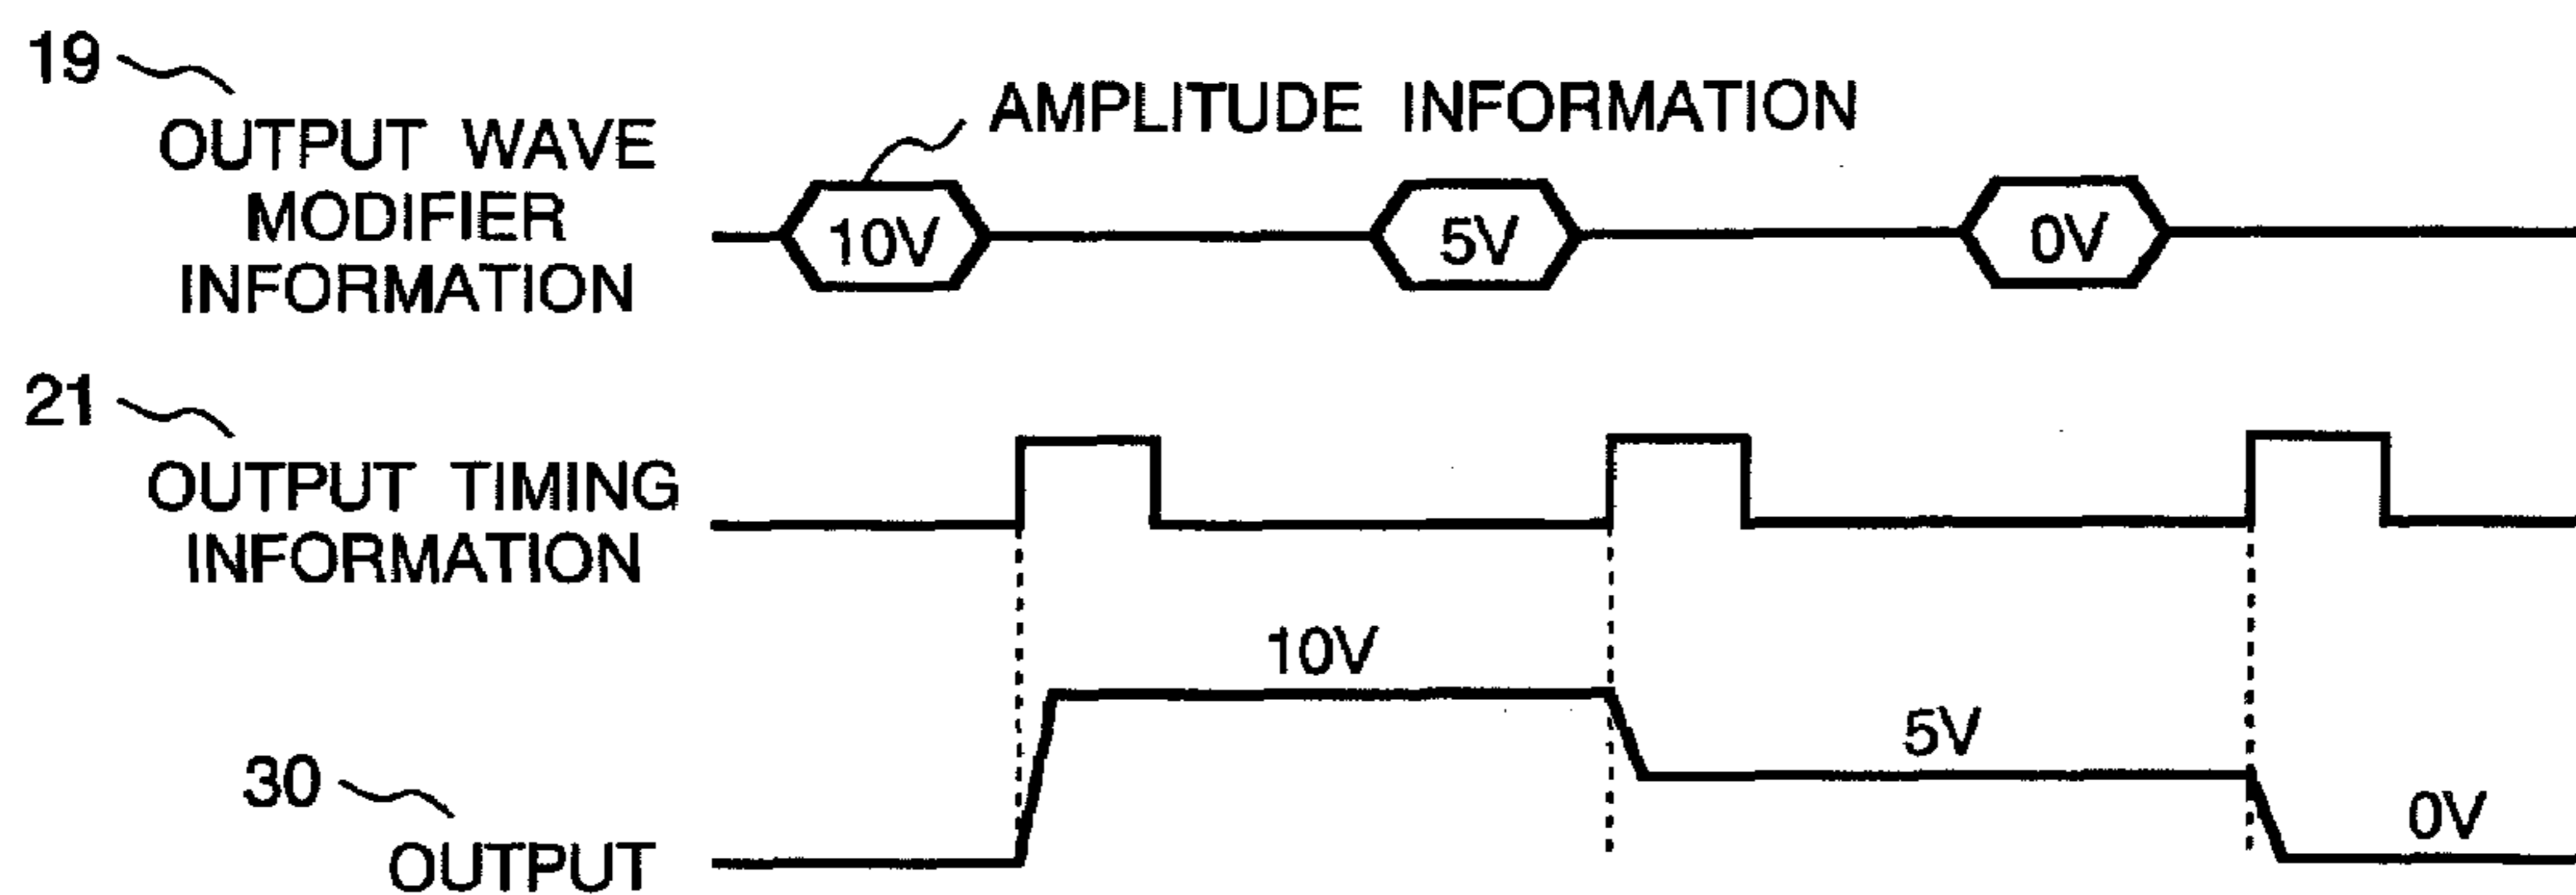 19
OUTPUT WAVE
MODIFIER
INFORMATION
AMPLITUDE INFORMATION
10V
5V
0V
21
OUTPUT TIMING
INFORMATION
10V
5V
0V
30
OUTPUT